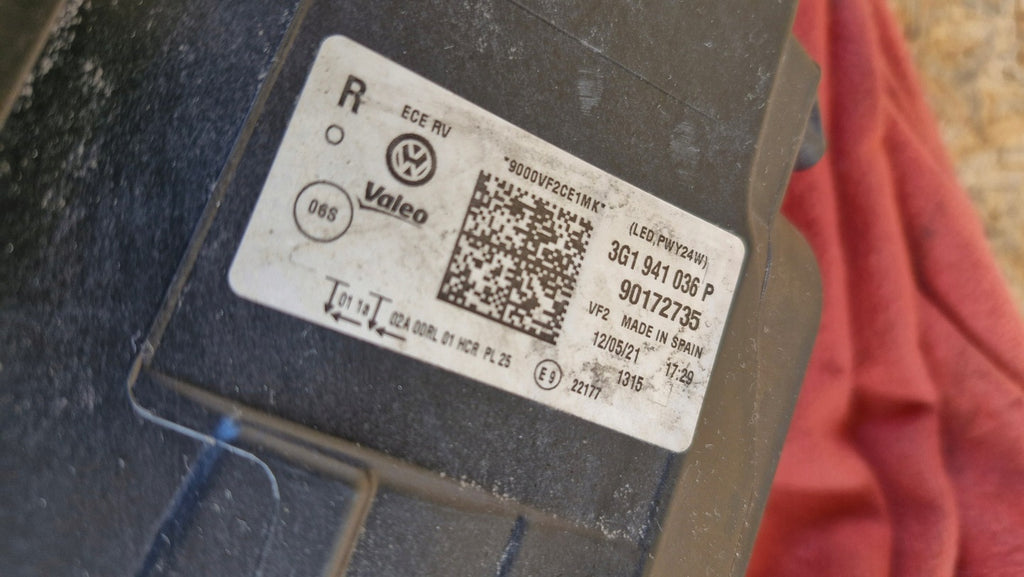 R
ECE RV
Valeo
06S
*9000VF2CE1MK*
(LED,PWY24W)
3G1 941 036 P
90172735
VF2 MADE IN SPAIN
12/05/21 17:29
1315
01 1a 02A 00RL 01 HCR PL 25
E9 22177